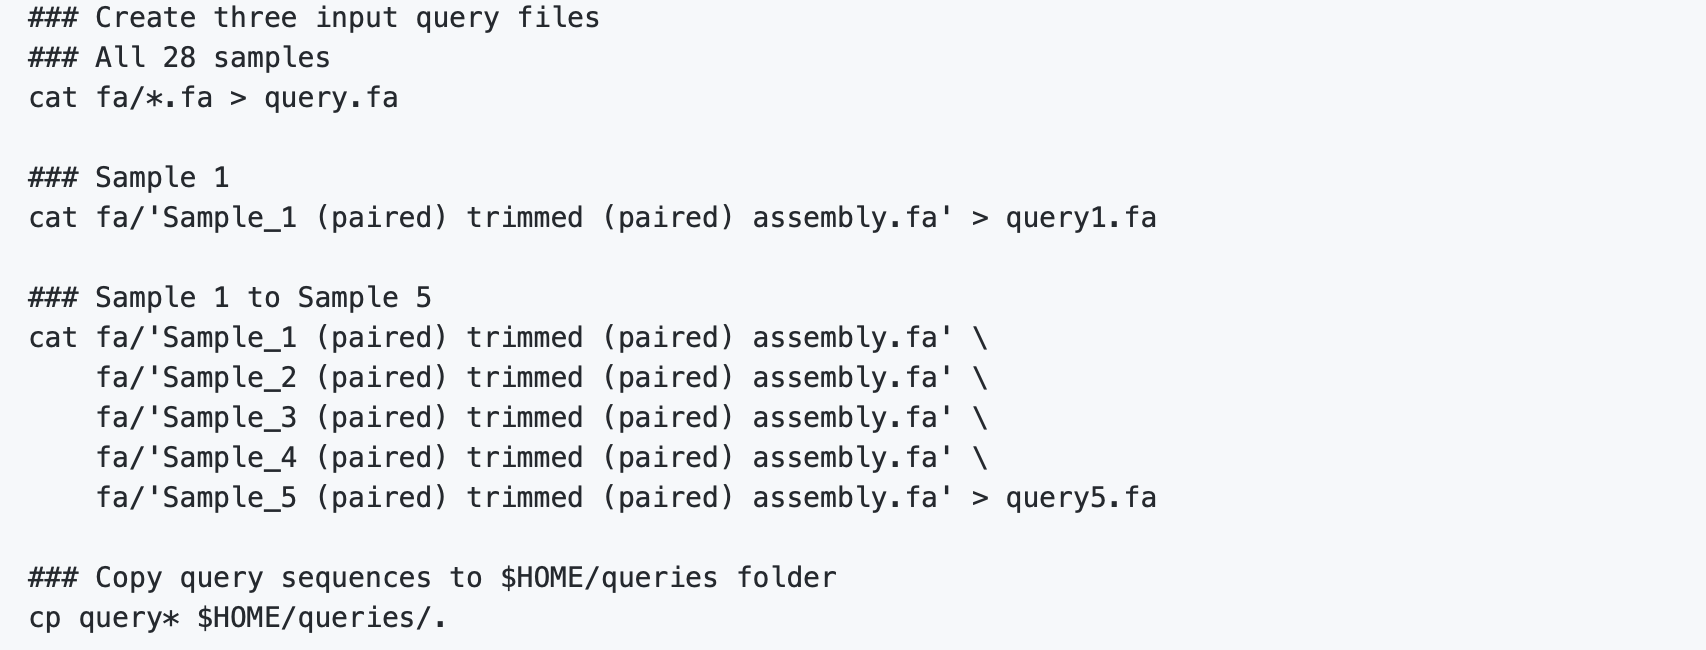 ### Create three input query files
### All 28 samples
cat fa/*.fa > query.fa

### Sample 1
cat fa/'Sample_1 (paired) trimmed (paired) assembly.fa' > query1.fa

### Sample 1 to Sample 5
cat fa/'Sample_1 (paired) trimmed (paired) assembly.fa' \
    fa/'Sample_2 (paired) trimmed (paired) assembly.fa' \
    fa/'Sample_3 (paired) trimmed (paired) assembly.fa' \
    fa/'Sample_4 (paired) trimmed (paired) assembly.fa' \
    fa/'Sample_5 (paired) trimmed (paired) assembly.fa' > query5.fa

### Copy query sequences to $HOME/queries folder
cp query* $HOME/queries/.